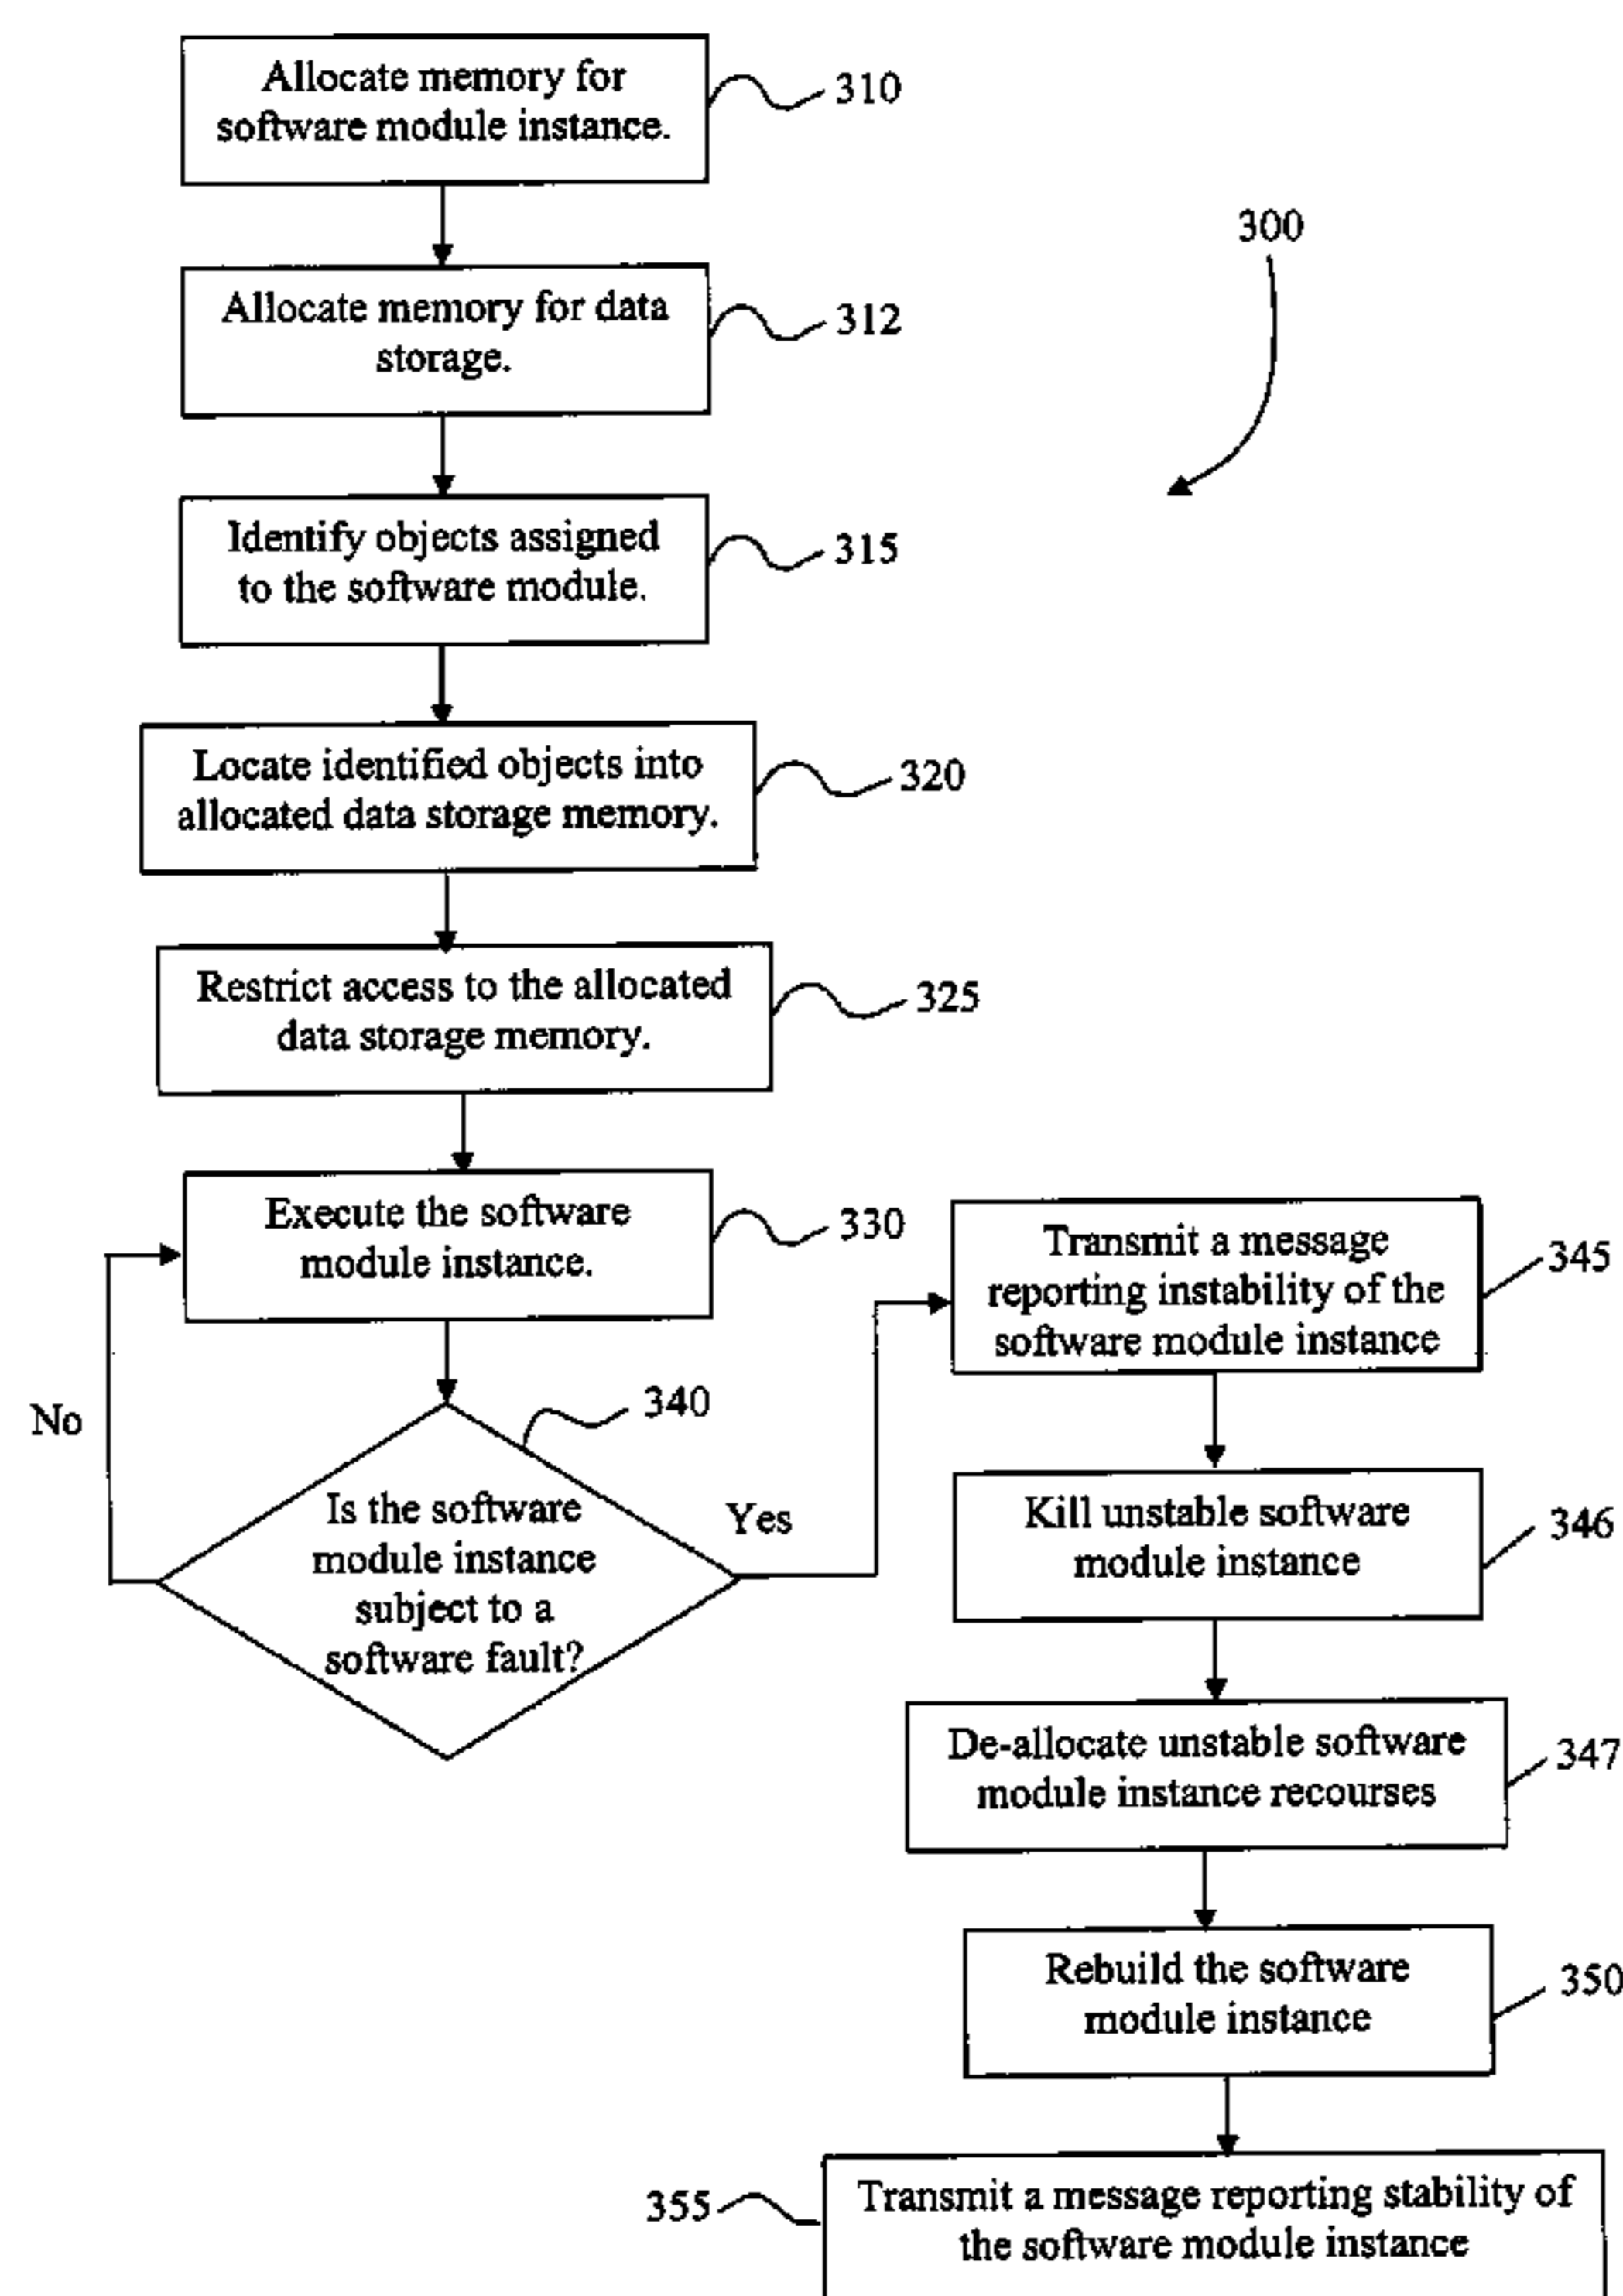 Allocate memory for
software module instance.
310
300
Allocate memory for data
storage.
312
Identify objects assigned
to the software module.
315
Locate identified objects into
allocated data storage memory.
320
Restrict access to the allocated
data storage memory.
325
Execute the software
module instance.
330
No
340
Is the software
module instance
subject to a
software fault?
Yes
Transmit a message
reporting instability of the
software module instance
345
Kill unstable software
module instance
346
De-allocate unstable software
module instance recourses
347
Rebuild the software
module instance
350
355
Transmit a message reporting stability of
the software module instance